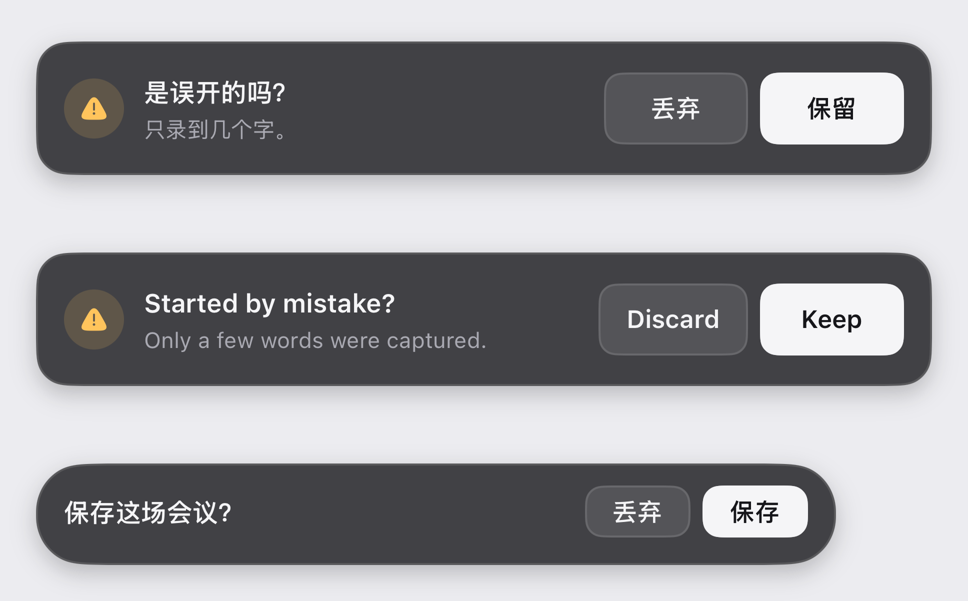 是误开的吗?
只录到几个字。
丢弃
保留
Started by mistake?
Only a few words were captured.
Discard
Keep
保存这场会议?
丢弃
保存